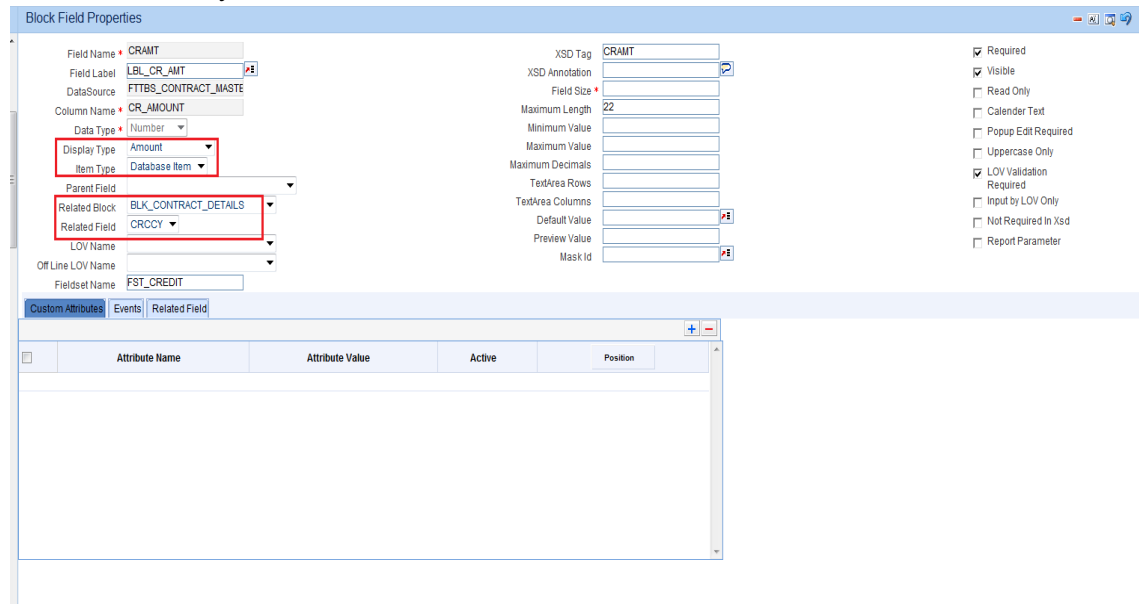 Block Field Properties
Field Name * CRAMT
Field Label LBL_CR_AMT
DataSource FTTBS_CONTRACT_MASTE
Column Name * CR_AMOUNT
Data Type * Number
Display Type Amount
Item Type Database Item
Parent Field
Related Block BLK_CONTRACT_DETAILS
Related Field CRCCY
LOV Name
Off Line LOV Name
Fieldset Name FST_CREDIT
XSD Tag CRAMT
XSD Annotation
Field Size *
Maximum Length 22
Minimum Value
Maximum Value
Maximum Decimals
TextArea Rows
TextArea Columns
Default Value
Preview Value
Mask Id
Required
Visible
Read Only
Calender Text
Popup Edit Required
Uppercase Only
LOV Validation
Required
Input by LOV Only
Not Required In Xsd
Report Parameter
Custom Attributes Events Related Field
Attribute Name Attribute Value Active Position